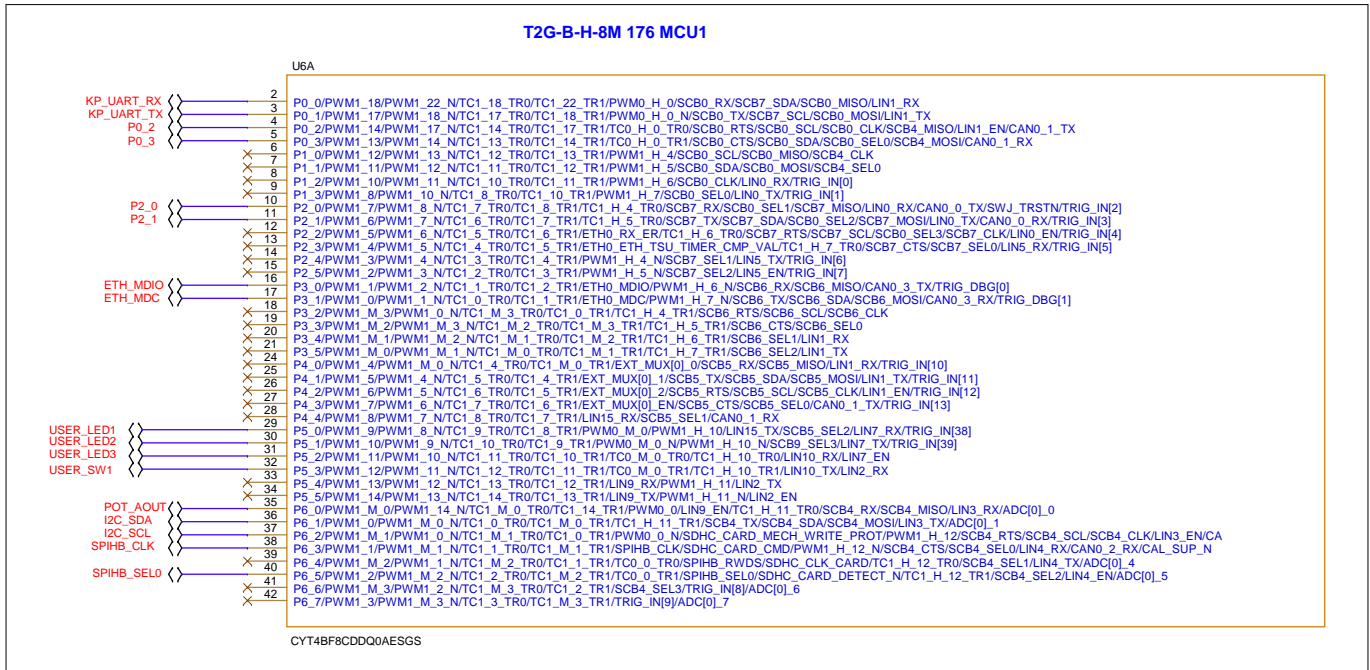 T2G-B-H-8M 176 MCU1
U6A
KP_UART_RX 2 P0_0/PWM1_18/PWM1_22_N/TC1_18_TR0/TC1_22_TR1/PWM0_H_0/SCB0_RX/SCB7_SDA/SCB0_MISO/LIN1_RX
KP_UART_TX 3 P0_1/PWM1_17/PWM1_18_N/TC1_17_TR0/TC1_18_TR1/PWM0_H_0_N/SCB0_TX/SCB7_SCL/SCB0_MOSI/LIN1_TX
P0_2 4 P0_2/PWM1_14/PWM1_17_N/TC1_14_TR0/TC1_17_TR1/TC0_H_0_TR0/SCB0_RTS/SCB0_SCL/SCB0_CLK/SCB4_MISO/LIN1_EN/CAN0_1_TX
P0_3 5 P0_3/PWM1_13/PWM1_14_N/TC1_13_TR0/TC1_14_TR1/TC0_H_0_TR1/SCB0_CTS/SCB0_SDA/SCB0_SEL0/SCB4_MOSI/CAN0_1_RX
6 P1_0/PWM1_12/PWM1_13_N/TC1_12_TR0/TC1_13_TR1/PWM1_H_4/SCB0_SCL/SCB0_MISO/SCB4_CLK
7 P1_1/PWM1_11/PWM1_12_N/TC1_11_TR0/TC1_12_TR1/PWM1_H_5/SCB0_SDA/SCB0_MOSI/SCB4_SEL0
8 P1_2/PWM1_10/PWM1_11_N/TC1_10_TR0/TC1_11_TR1/PWM1_H_6/SCB0_CLK/LIN0_RX/TRIG_IN[0]
9 P1_3/PWM1_8/PWM1_10_N/TC1_8_TR0/TC1_10_TR1/PWM1_H_7/SCB0_SEL0/LIN0_TX/TRIG_IN[1]
P2_0 10 P2_0/PWM1_7/PWM1_8_N/TC1_7_TR0/TC1_8_TR1/TC1_H_4_TR0/SCB7_RX/SCB0_SEL1/SCB7_MISO/LIN0_RX/CAN0_0_TX/SWJ_TRSTN/TRIG_IN[2]
P2_1 11 P2_1/PWM1_6/PWM1_7_N/TC1_6_TR0/TC1_7_TR1/TC1_H_5_TR0/SCB7_TX/SCB7_SDA/SCB0_SEL2/SCB7_MOSI/LIN0_TX/CAN0_0_RX/TRIG_IN[3]
12 P2_2/PWM1_5/PWM1_6_N/TC1_5_TR0/TC1_6_TR1/ETH0_RX_ER/TC1_H_6_TR0/SCB7_RTS/SCB7_SCL/SCB0_SEL3/SCB7_CLK/LIN0_EN/TRIG_IN[4]
13 P2_3/PWM1_4/PWM1_5_N/TC1_4_TR0/TC1_5_TR1/ETH0_ETH_TSU_TIMER_CMP_VAL/TC1_H_7_TR0/SCB7_CTS/SCB7_SEL0/LIN5_RX/TRIG_IN[5]
14 P2_4/PWM1_3/PWM1_4_N/TC1_3_TR0/TC1_4_TR1/PWM1_H_4_N/SCB7_SEL1/LIN5_TX/TRIG_IN[6]
15 P2_5/PWM1_2/PWM1_3_N/TC1_2_TR0/TC1_3_TR1/PWM1_H_5_N/SCB7_SEL2/LIN5_EN/TRIG_IN[7]
ETH_MDIO 16 P3_0/PWM1_1/PWM1_2_N/TC1_1_TR0/TC1_2_TR1/ETH0_MDIO/PWM1_H_6_N/SCB6_RX/SCB6_MISO/CAN0_3_TX/TRIG_DBG[0]
ETH_MDC 17 P3_1/PWM1_0/PWM1_1_N/TC1_0_TR0/TC1_1_TR1/ETH0_MDC/PWM1_H_7_N/SCB6_TX/SCB6_SDA/SCB6_MOSI/CAN0_3_RX/TRIG_DBG[1]
18 P3_2/PWM1_M_3/PWM1_0_N/TC1_M_3_TR0/TC1_0_TR1/TC1_H_4_TR1/SCB6_RTS/SCB6_SCL/SCB6_CLK
19 P3_3/PWM1_M_2/PWM1_M_3_N/TC1_M_2_TR0/TC1_M_3_TR1/TC1_H_5_TR1/SCB6_CTS/SCB6_SEL0
20 P3_4/PWM1_M_1/PWM1_M_2_N/TC1_M_1_TR0/TC1_M_2_TR1/TC1_H_6_TR1/SCB6_SEL1/LIN1_RX
21 P3_5/PWM1_M_0/PWM1_M_1_N/TC1_M_0_TR0/TC1_M_1_TR1/TC1_H_7_TR1/SCB6_SEL2/LIN1_TX
24 P4_0/PWM1_4/PWM1_M_0_N/TC1_4_TR0/TC1_M_0_TR1/EXT_MUX[0]_0/SCB5_RX/SCB5_MISO/LIN1_RX/TRIG_IN[10]
25 P4_1/PWM1_5/PWM1_4_N/TC1_5_TR0/TC1_4_TR1/EXT_MUX[0]_1/SCB5_TX/SCB5_SDA/SCB5_MOSI/LIN1_TX/TRIG_IN[11]
26 P4_2/PWM1_6/PWM1_5_N/TC1_6_TR0/TC1_5_TR1/EXT_MUX[0]_2/SCB5_RTS/SCB5_SCL/SCB5_CLK/LIN1_EN/TRIG_IN[12]
27 P4_3/PWM1_7/PWM1_6_N/TC1_7_TR0/TC1_6_TR1/EXT_MUX[0]_EN/SCB5_CTS/SCB5_SEL0/CAN0_1_TX/TRIG_IN[13]
28 P4_4/PWM1_8/PWM1_7_N/TC1_8_TR0/TC1_7_TR1/LIN15_RX/SCB5_SEL1/CAN0_1_RX
USER_LED1 29 P5_0/PWM1_9/PWM1_8_N/TC1_9_TR0/TC1_8_TR1/PWM0_M_0/PWM1_H_10/LIN15_TX/SCB5_SEL2/LIN7_RX/TRIG_IN[38]
USER_LED2 30 P5_1/PWM1_10/PWM1_9_N/TC1_10_TR0/TC1_9_TR1/PWM0_M_0_N/PWM1_H_10_N/SCB9_SEL3/LIN7_TX/TRIG_IN[39]
USER_LED3 31 P5_2/PWM1_11/PWM1_10_N/TC1_11_TR0/TC1_10_TR1/TC0_M_0_TR0/TC1_H_10_TR0/LIN10_RX/LIN7_EN
USER_SW1 32 P5_3/PWM1_12/PWM1_11_N/TC1_12_TR0/TC1_11_TR1/TC0_M_0_TR1/TC1_H_10_TR1/LIN10_TX/LIN2_RX
33 P5_4/PWM1_13/PWM1_12_N/TC1_13_TR0/TC1_12_TR1/LIN9_RX/PWM1_H_11/LIN2_TX
34 P5_5/PWM1_14/PWM1_13_N/TC1_14_TR0/TC1_13_TR1/LIN9_TX/PWM1_H_11_N/LIN2_EN
POT_AOUT 35 P6_0/PWM1_M_0/PWM1_14_N/TC1_M_0_TR0/TC1_14_TR1/PWM0_0/LIN9_EN/TC1_H_11_TR0/SCB4_RX/SCB4_MISO/LIN3_RX/ADC[0]_0
I2C_SDA 36 P6_1/PWM1_0/PWM1_M_0_N/TC1_0_TR0/TC1_M_0_TR1/TC1_H_11_TR1/SCB4_TX/SCB4_SDA/SCB4_MOSI/LIN3_TX/ADC[0]_1
I2C_SCL 37 P6_2/PWM1_M_1/PWM1_0_N/TC1_M_1_TR0/TC1_0_TR1/PWM0_0_N/SDHC_CARD_MECH_WRITE_PROT/PWM1_H_12/SCB4_RTS/SCB4_SCL/SCB4_CLK/LIN3_EN/CA
SPIHB_CLK 38 P6_3/PWM1_1/PWM1_M_1_N/TC1_1_TR0/TC1_M_1_TR1/SPIHB_CLK/SDHC_CARD_CMD/PWM1_H_12_N/SCB4_CTS/SCB4_SEL0/LIN4_RX/CAN0_2_RX/CAL_SUP_N
39 P6_4/PWM1_M_2/PWM1_1_N/TC1_M_2_TR0/TC1_1_TR1/TC0_0_TR0/SPIHB_RWDS/SDHC_CLK_CARD/TC1_H_12_TR0/SCB4_SEL1/LIN4_TX/ADC[0]_4
SPIHB_SEL0 40 P6_5/PWM1_2/PWM1_M_2_N/TC1_2_TR0/TC1_M_2_TR1/TC0_0_TR1/SPIHB_SEL0/SDHC_CARD_DETECT_N/TC1_H_12_TR1/SCB4_SEL2/LIN4_EN/ADC[0]_5
41 P6_6/PWM1_M_3/PWM1_2_N/TC1_M_3_TR0/TC1_2_TR1/SCB4_SEL3/TRIG_IN[8]/ADC[0]_6
42 P6_7/PWM1_3/PWM1_M_3_N/TC1_3_TR0/TC1_M_3_TR1/TRIG_IN[9]/ADC[0]_7
CYT4BF8CDDQ0AESGS